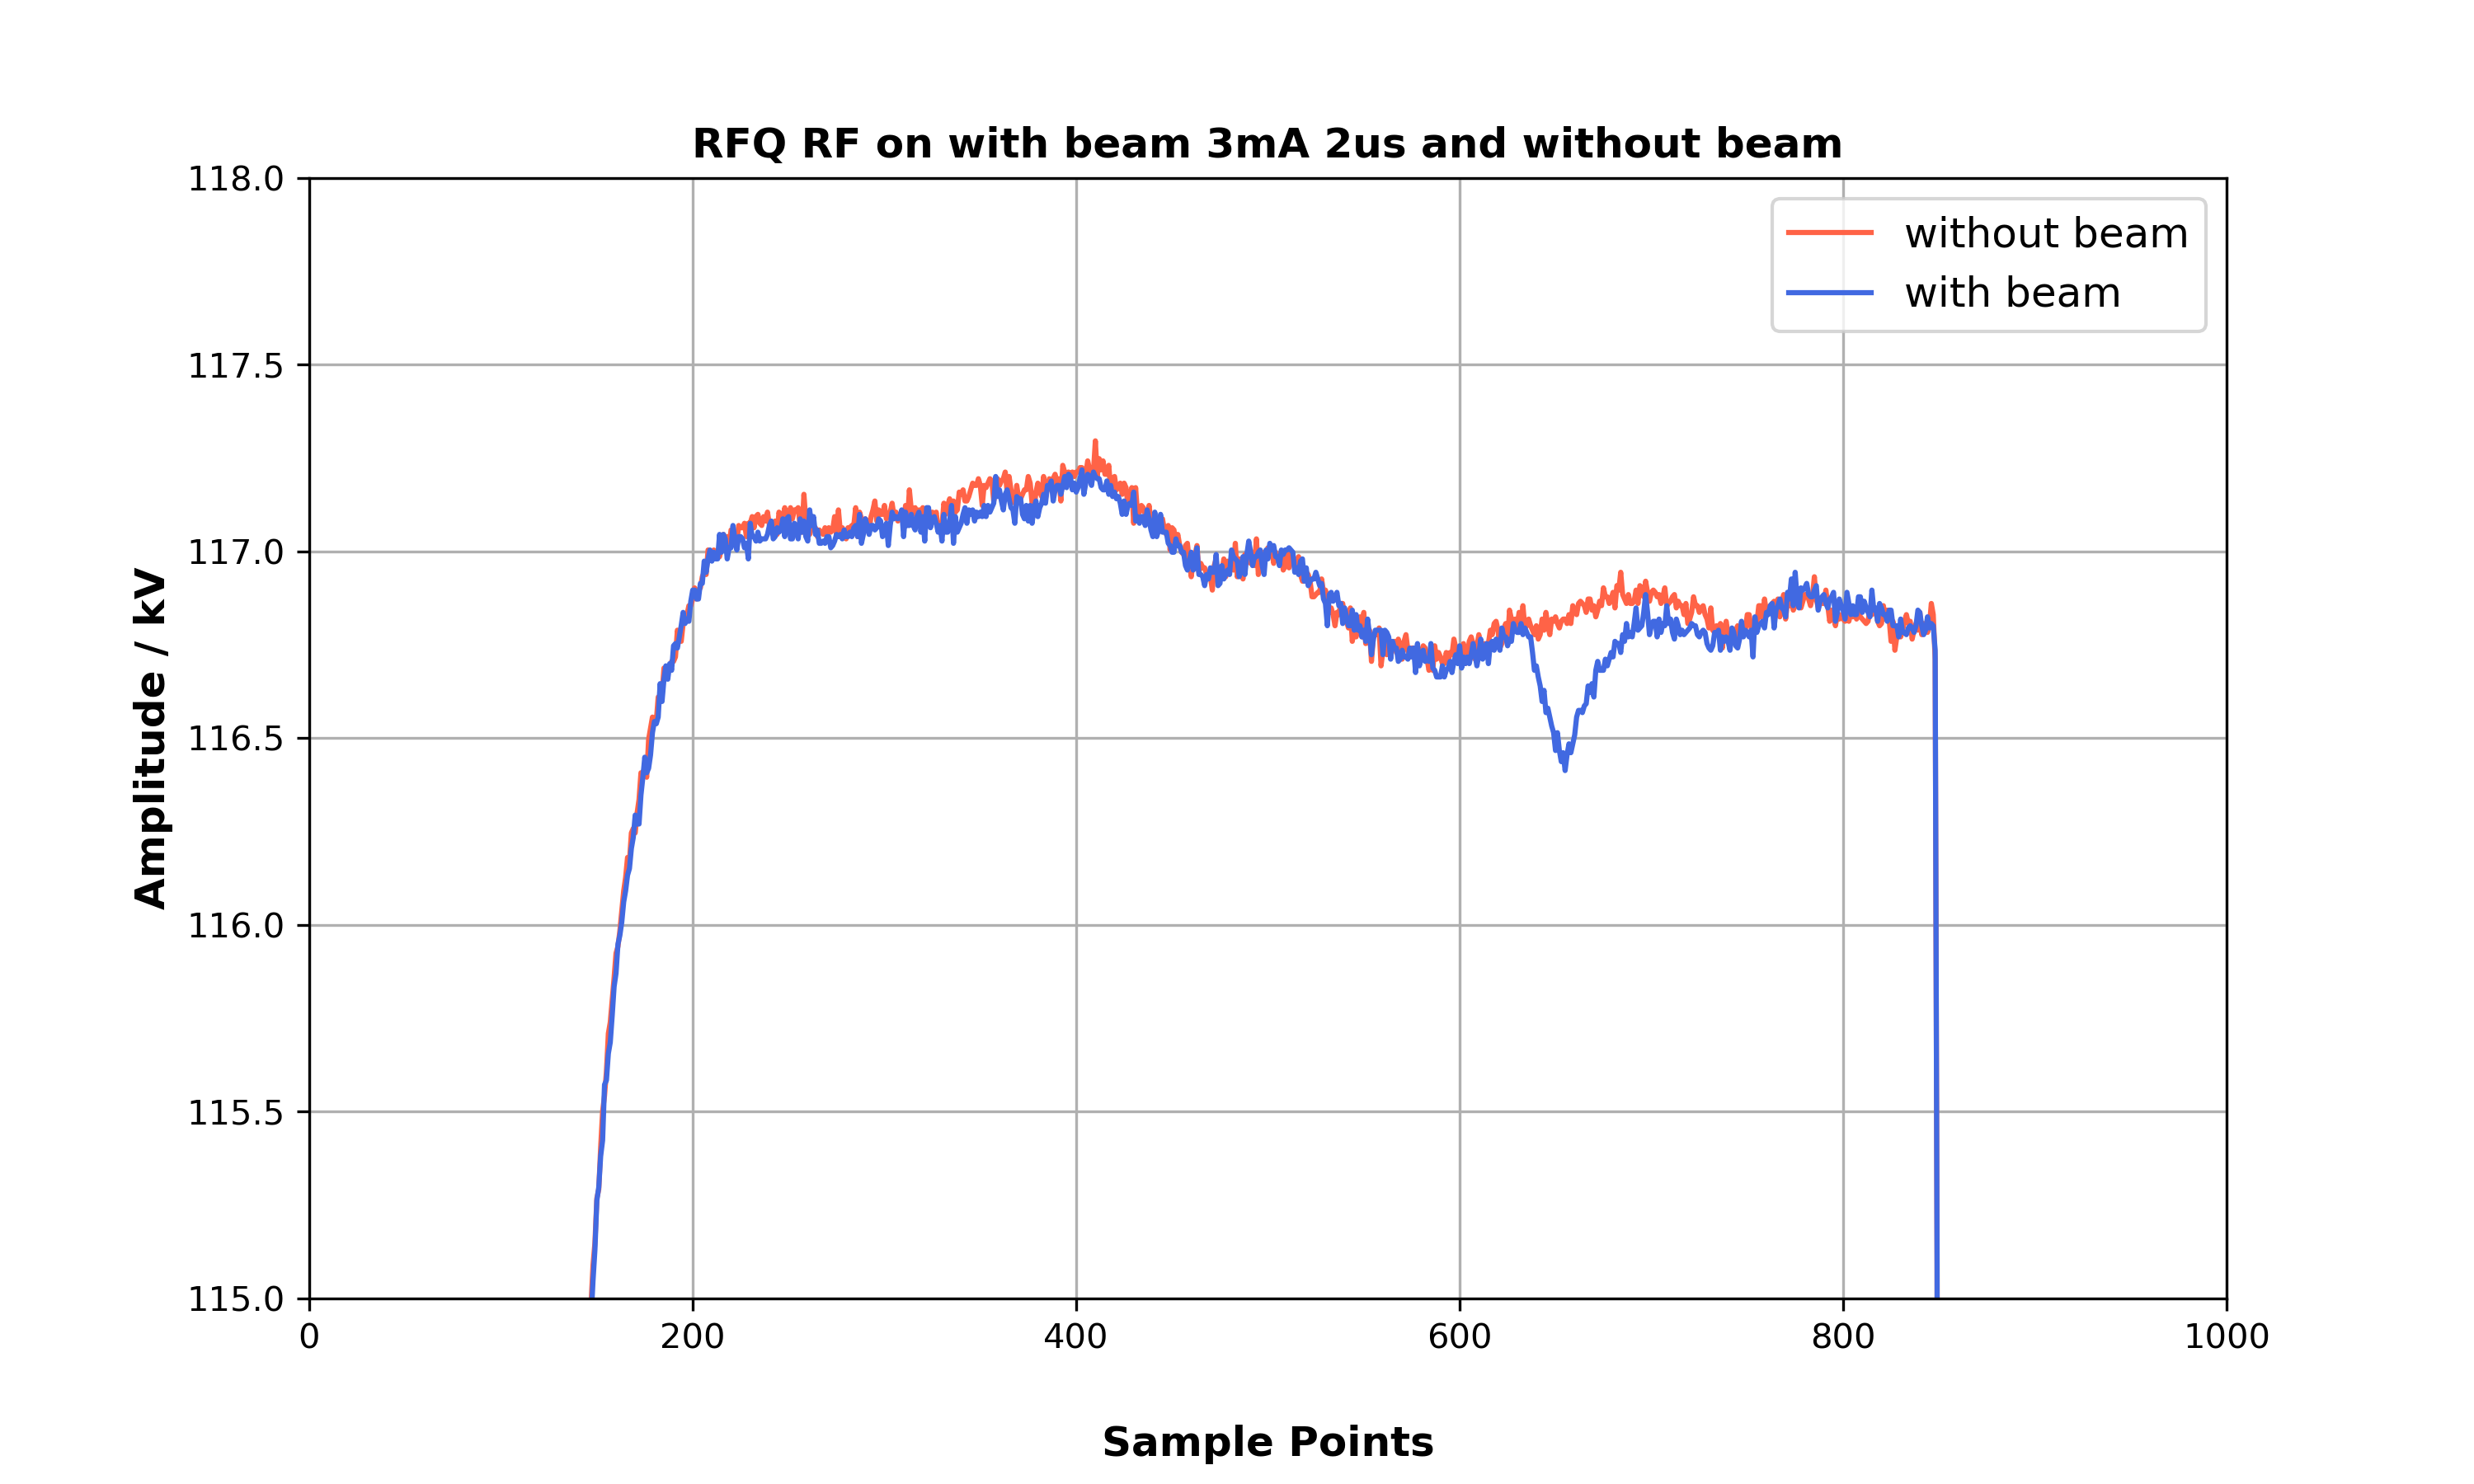 RFQ RF on with beam 3mA 2us and without beam
118.0
117.5
117.0
116.5
116.0
115.5
115.0
Amplitude / kV
without beam
with beam
0 200 400 600 800 1000
Sample Points